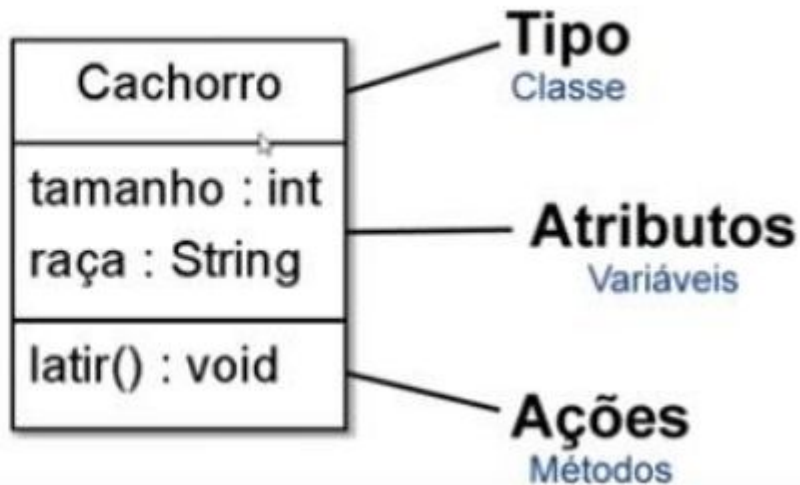 Cachorro
tamanho : int
raça : String
latir() : void
Tipo
Classe
Atributos
Variáveis
Ações
Métodos